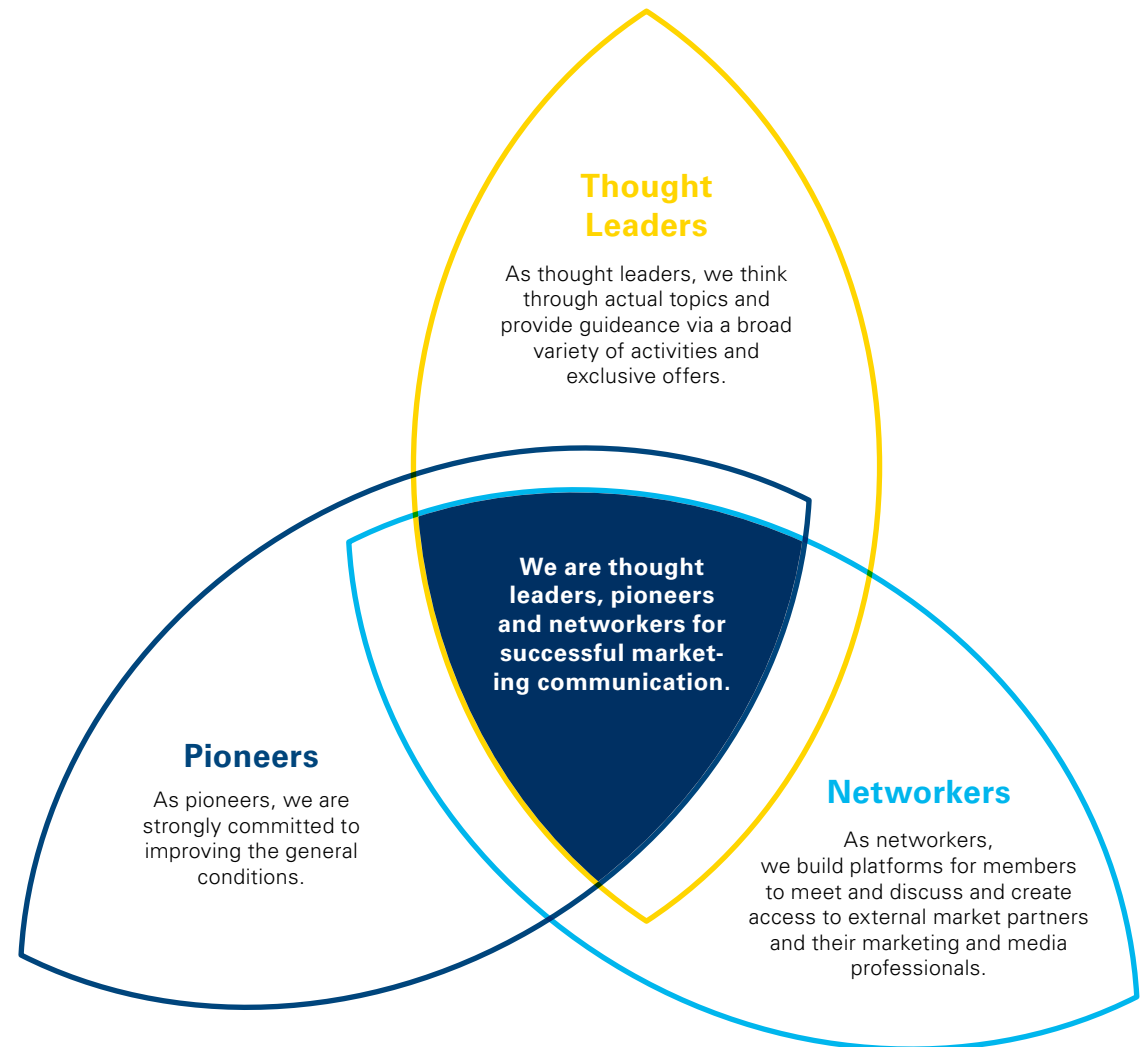 Thought
Leaders
As thought leaders, we think
through actual topics and
provide guideance via a broad
variety of activities and
exclusive offers.
We are thought
leaders, pioneers
and networkers for
successful market-
ing communication.
Pioneers
As pioneers, we are
strongly committed to
improving the general
conditions.
Networkers
As networkers,
we build platforms for members
to meet and discuss and create
access to external market partners
and their marketing and media
professionals.